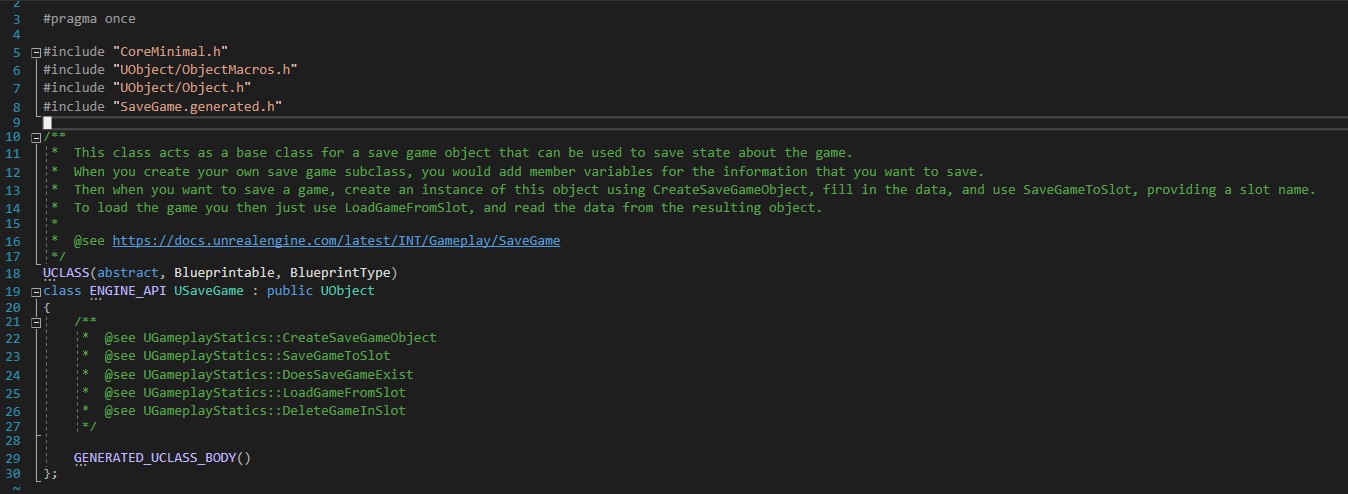 2
3 #pragma once
4
5 #include "CoreMinimal.h"
6 #include "UObject/ObjectMacros.h"
7 #include "UObject/Object.h"
8 #include "SaveGame.generated.h"
9
10 /**
11 * This class acts as a base class for a save game object that can be used to save state about the game.
12 * When you create your own save game subclass, you would add member variables for the information that you want to save.
13 * Then when you want to save a game, create an instance of this object using CreateSaveGameObject, fill in the data, and use SaveGameToSlot, providing a slot name.
14 * To load the game you then just use LoadGameFromSlot, and read the data from the resulting object.
15 *
16 * @see https://docs.unrealengine.com/latest/INT/Gameplay/SaveGame
17 */
18 UCLASS(abstract, Blueprintable, BlueprintType)
19 class ENGINE_API USaveGame : public UObject
20 {
21 /**
22 * @see UGameplayStatics::CreateSaveGameObject
23 * @see UGameplayStatics::SaveGameToSlot
24 * @see UGameplayStatics::DoesSaveGameExist
25 * @see UGameplayStatics::LoadGameFromSlot
26 * @see UGameplayStatics::DeleteGameInSlot
27 */
28
29 GENERATED_UCLASS_BODY()
30 };
~